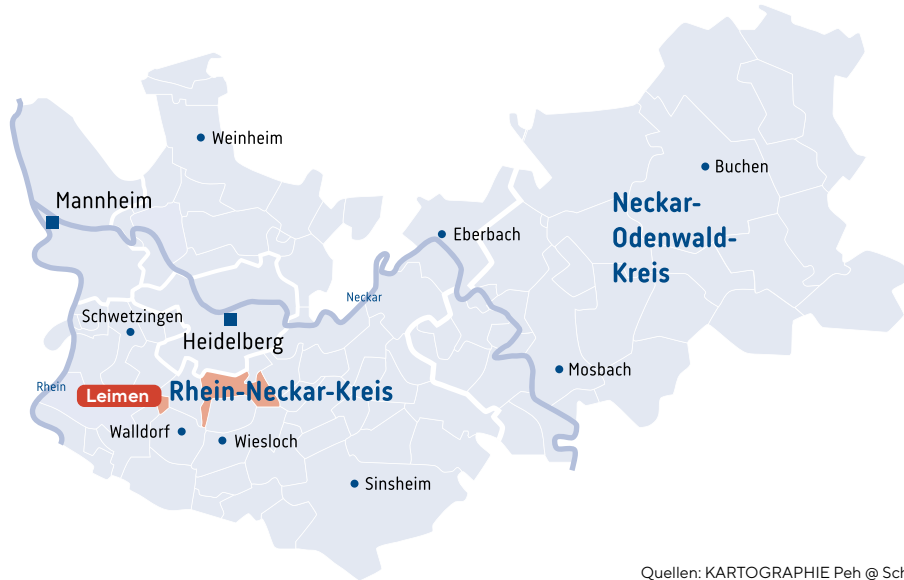 Weinheim
Buchen
Mannheim
Neckar-
Odenwald-
Kreis
Eberbach
Neckar
Schwetzingen
Heidelberg
Mosbach
Rhein
Leimen
Rhein-Neckar-Kreis
Walldorf
Wiesloch
Sinsheim
Quellen: KARTOGRAPHIE Peh @ Sch